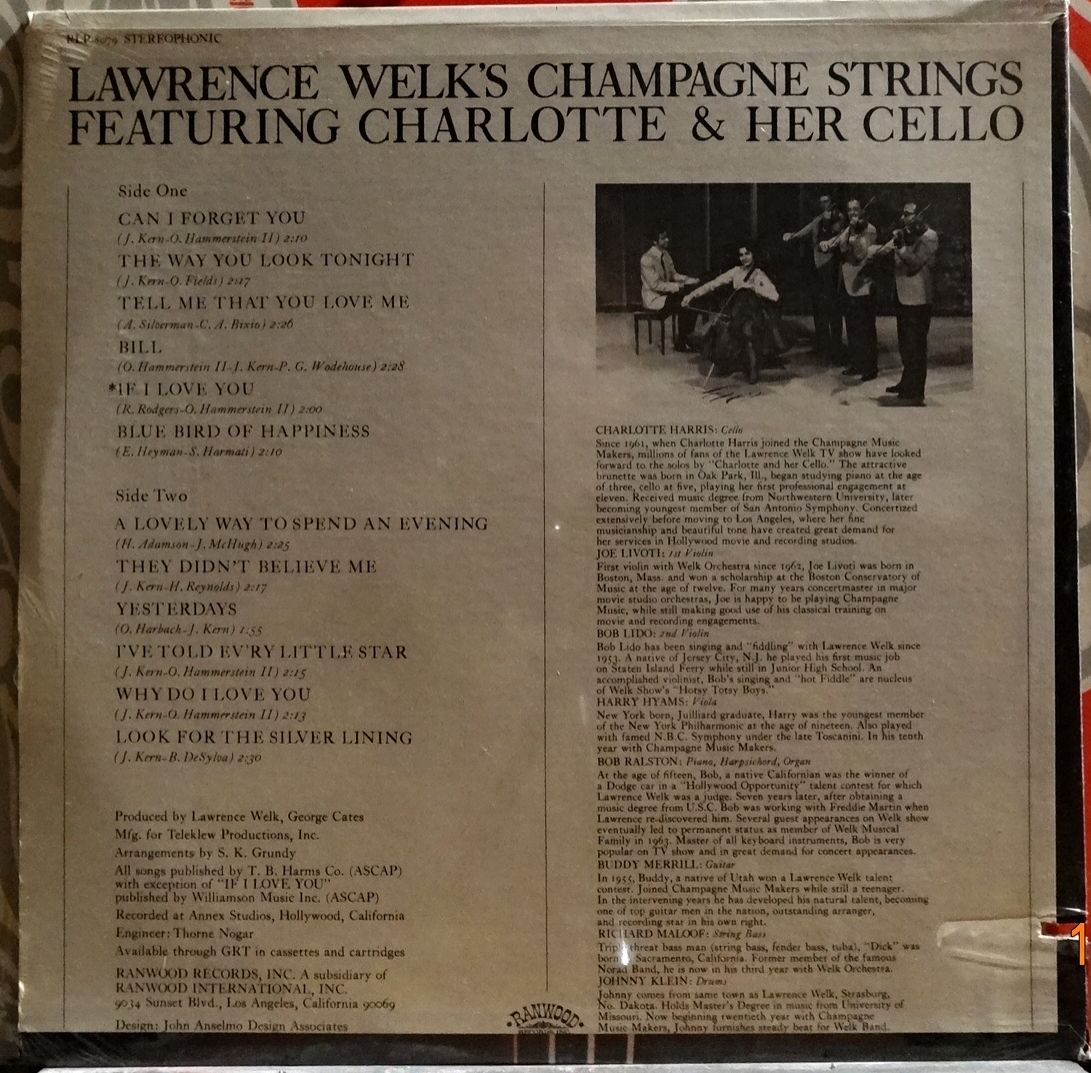 RLP 8079 STEREOPHONIC
LAWRENCE WELK'S CHAMPAGNE STRINGS
FEATURING CHARLOTTE & HER CELLO
Side One
CAN I FORGET YOU
(J. Kern-O. Hammerstein II) 2:10
THE WAY YOU LOOK TONIGHT
(J. Kern-O. Fields) 2:17
TELL ME THAT YOU LOVE ME
(A. Silverman-C. A. Bixio) 2:26
BILL
(O. Hammerstein II-J. Kern-P. G. Wodehouse) 2:28
*IF I LOVE YOU
(R. Rodgers-O. Hammerstein II) 2:00
BLUE BIRD OF HAPPINESS
(E. Heyman-S. Harmati) 2:10
Side Two
A LOVELY WAY TO SPEND AN EVENING
(H. Adamson-J. McHugh) 2:25
THEY DIDN'T BELIEVE ME
(J. Kern-H. Reynolds) 2:17
YESTERDAYS
(O. Harbach-J. Kern) 1:55
I'VE TOLD EV'RY LITTLE STAR
(J. Kern-O. Hammerstein II) 2:15
WHY DO I LOVE YOU
(J. Kern-O. Hammerstein II) 2:13
LOOK FOR THE SILVER LINING
(J. Kern-B. DeSylva) 2:30
Produced by Lawrence Welk, George Cates
Mfg. for Teleklew Productions, Inc.
Arrangements by S. K. Grundy
All songs published by T. B. Harms Co. (ASCAP)
with exception of "IF I LOVE YOU"
published by Williamson Music Inc. (ASCAP)
Recorded at Annex Studios, Hollywood, California
Engineer: Thorne Nogar
Available through GRT in cassettes and cartridges
RANWOOD RECORDS, INC. A subsidiary of
RANWOOD INTERNATIONAL, INC.
9034 Sunset Blvd., Los Angeles, California 90069
Design: John Anselmo Design Associates
CHARLOTTE HARRIS: Cello
Since 1961, when Charlotte Harris joined the Champagne Music
Makers, millions of fans of the Lawrence Welk TV show have looked
forward to the solos by "Charlotte and her Cello." The attractive
brunette was born in Oak Park, Ill., began studying piano at the age
of three, cello at five, playing her first professional engagement at
eleven. Received music degree from Northwestern University, later
becoming youngest member of San Antonio Symphony. Concertized
extensively before moving to Los Angeles, where her fine
musicianship and beautiful tone have created great demand for
her services in Hollywood movie and recording studios.
JOE LIVOTI: 1st Violin
First violin with Welk Orchestra since 1962, Joe Livoti was born in
Boston, Mass. and won a scholarship at the Boston Conservatory of
Music at the age of twelve. For many years concertmaster in major
movie studio orchestras, Joe is happy to be playing Champagne
Music, while still making good use of his classical training on
movie and recording engagements.
BOB LIDO: 2nd Violin
Bob Lido has been singing and "fiddling" with Lawrence Welk since
1953. A native of Jersey City, N.J. he played his first music job
on Staten Island Ferry while still in Junior High School. An
accomplished violinist, Bob's singing and "hot Fiddle" are nucleus
of Welk Show's "Hotsy Totsy Boys."
HARRY HYAMS: Viola
New York born, Juilliard graduate, Harry was the youngest member
of the New York Philharmonic at the age of nineteen. Also played
with famed N.B.C. Symphony under the late Toscanini. In his tenth
year with Champagne Music Makers.
BOB RALSTON: Piano, Harpsichord, Organ
At the age of fifteen, Bob, a native Californian was the winner of
a Dodge car in a "Hollywood Opportunity" talent contest for which
Lawrence Welk was a judge. Seven years later, after obtaining a
music degree from U.S.C. Bob was working with Freddie Martin when
Lawrence re-discovered him. Several guest appearances on Welk show
eventually led to permanent status as member of Welk Musical
Family in 1963. Master of all keyboard instruments, Bob is very
popular on TV show and in great demand for concert appearances.
BUDDY MERRILL: Guitar
In 1955, Buddy, a native of Utah won a Lawrence Welk talent
contest. Joined Champagne Music Makers while still a teenager.
In the intervening years he has developed his natural talent, becoming
one of top guitar men in the nation, outstanding arranger,
and recording star in his own right.
RICHARD MALOOF: String Bass
Triple threat bass man (string bass, fender bass, tuba), "Dick" was
born Sacramento, California. Former member of the famous
Norad Band, he is now in his third year with Welk Orchestra.
JOHNNY KLEIN: Drums
Johnny comes from same town as Lawrence Welk, Strasburg,
No. Dakota. Holds Master's Degree in music from University of
Missouri. Now beginning twentieth year with Champagne
Music Makers, Johnny furnishes steady beat for Welk Band.
RANWOOD
RECORDS, INC.
1